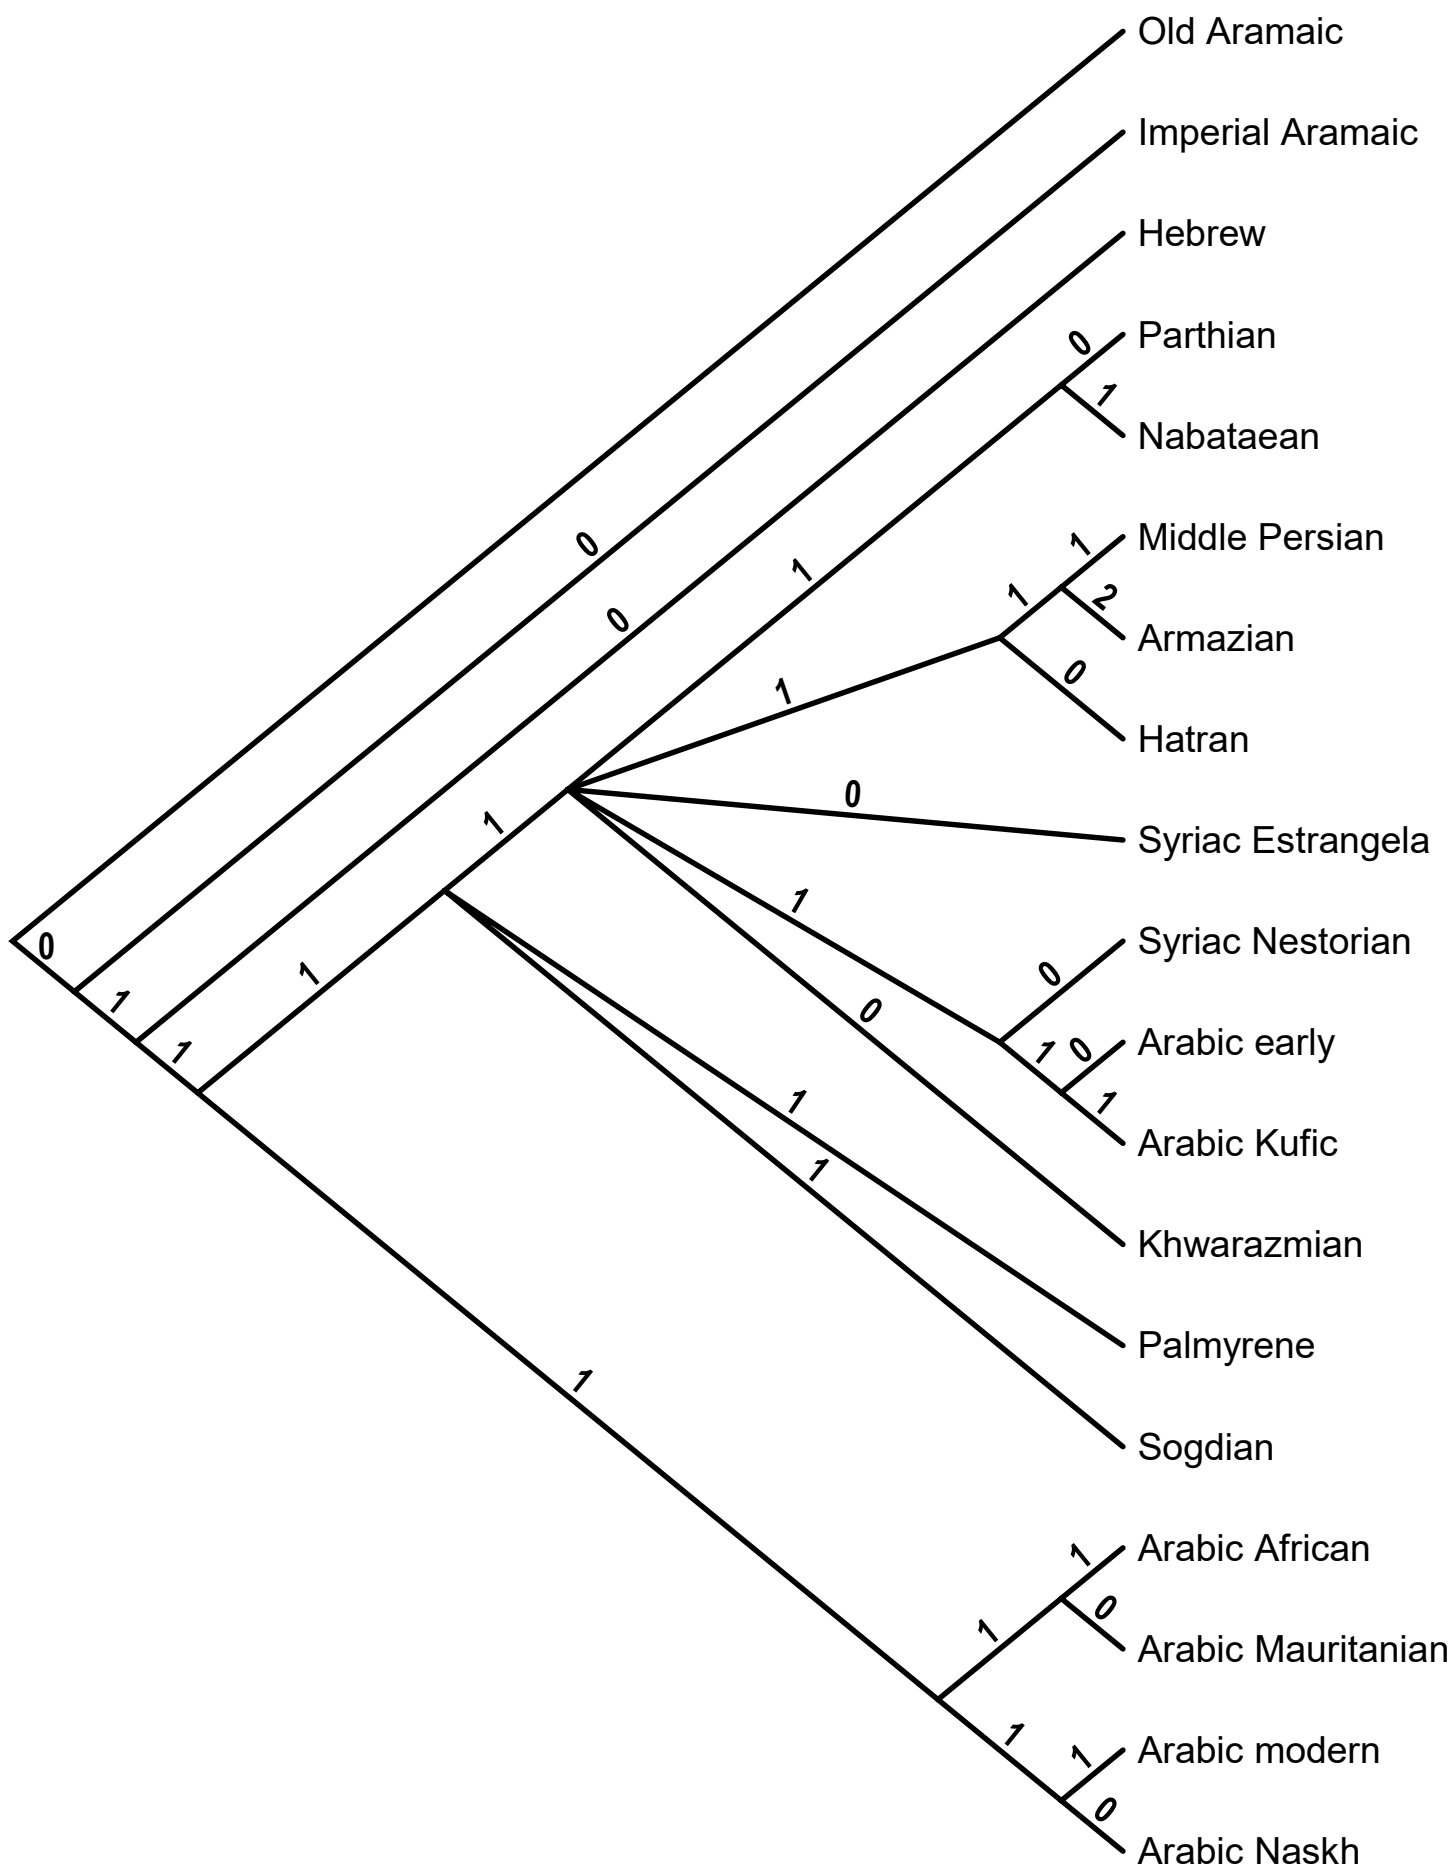 Old Aramaic
Imperial Aramaic
Hebrew
0
Parthian
1
Nabataean
1
Middle Persian
0
1
1
2
Armazian
0
0
Hatran
1
0
1
Syriac Estrangela
1
0
1
0
Syriac Nestorian
1
0
1
0
Arabic early
1
1
Arabic Kufic
1
Khwarazmian
1
Palmyrene
1
Sogdian
1
Arabic African
1
0
Arabic Mauritanian
1
1
Arabic modern
0
Arabic Naskh